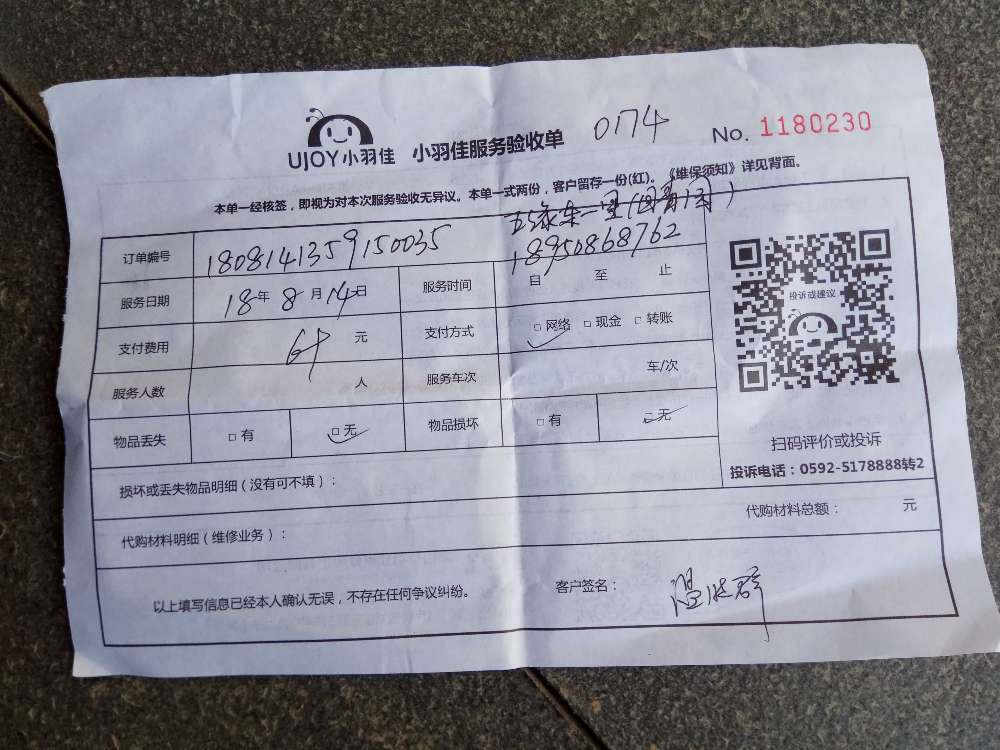 UJOY小羽佳 小羽佳服务验收单 0174 No. 1180230
本单一经核签,即视为对本次服务验收无异议。本单一式两份,客户留存一份(红)。《维保须知》详见背面。
订单编号 1808141359150035 18950868762
服务日期 18年 8月 14日 服务时间 自 至 止
支付费用 元 支付方式 □网络 □现金 □转账
服务人数 人 服务车次 车/次
物品丢失 □有 □无 物品损坏 □有 □无
投诉或建议
扫码评价或投诉
投诉电话:0592-5178888转2
损坏或丢失物品明细(没有可不填):
代购材料明细(维修业务): 代购材料总额: 元
以上填写信息已经本人确认无误,不存在任何争议纠纷。 客户签名: